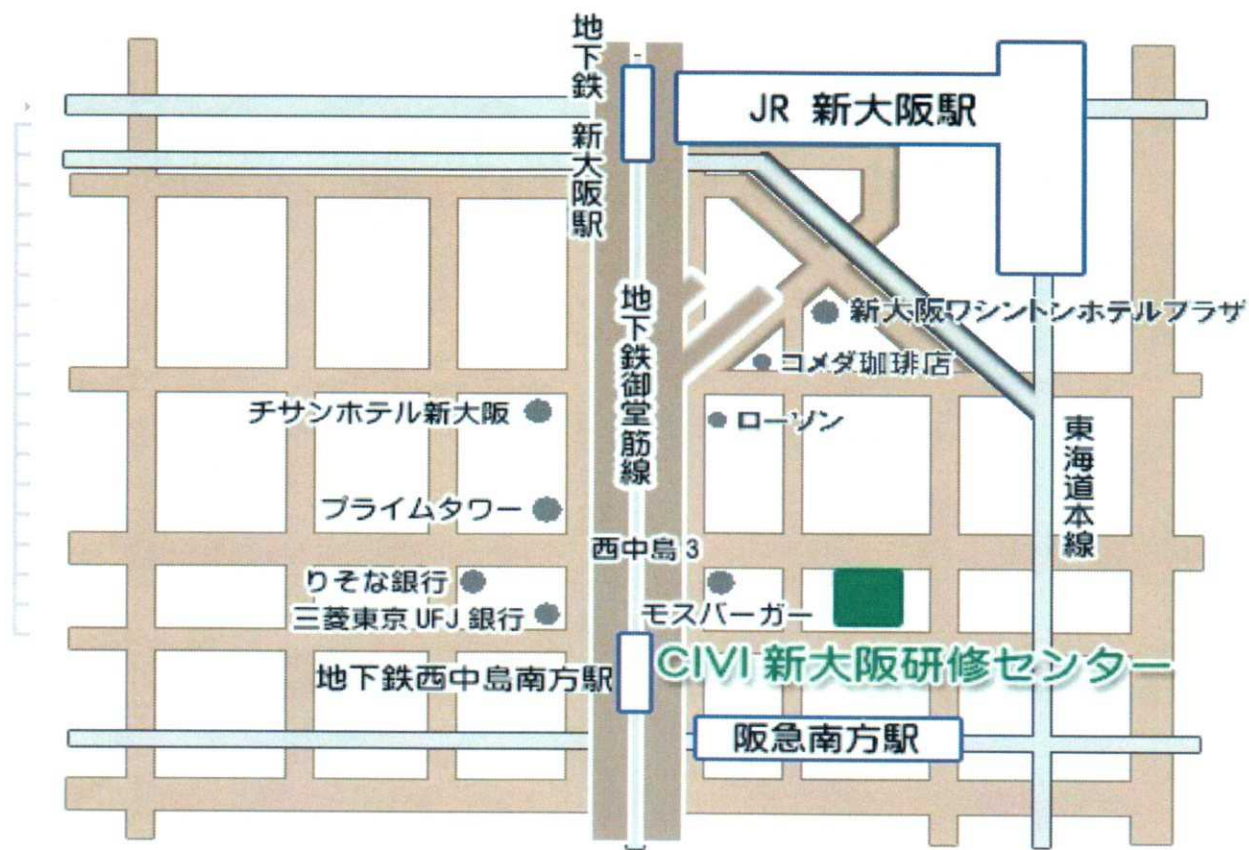 地下鉄 新大阪駅
JR 新大阪駅
新大阪ワシントンホテルプラザ
地下鉄御堂筋線
コメダ珈琲店
チサンホテル新大阪
ローソン
東海道本線
プライムタワー
西中島 3
りそな銀行
三菱東京 UFJ 銀行
モスバーガー
CIVI 新大阪研修センター
地下鉄西中島南方駅
阪急南方駅